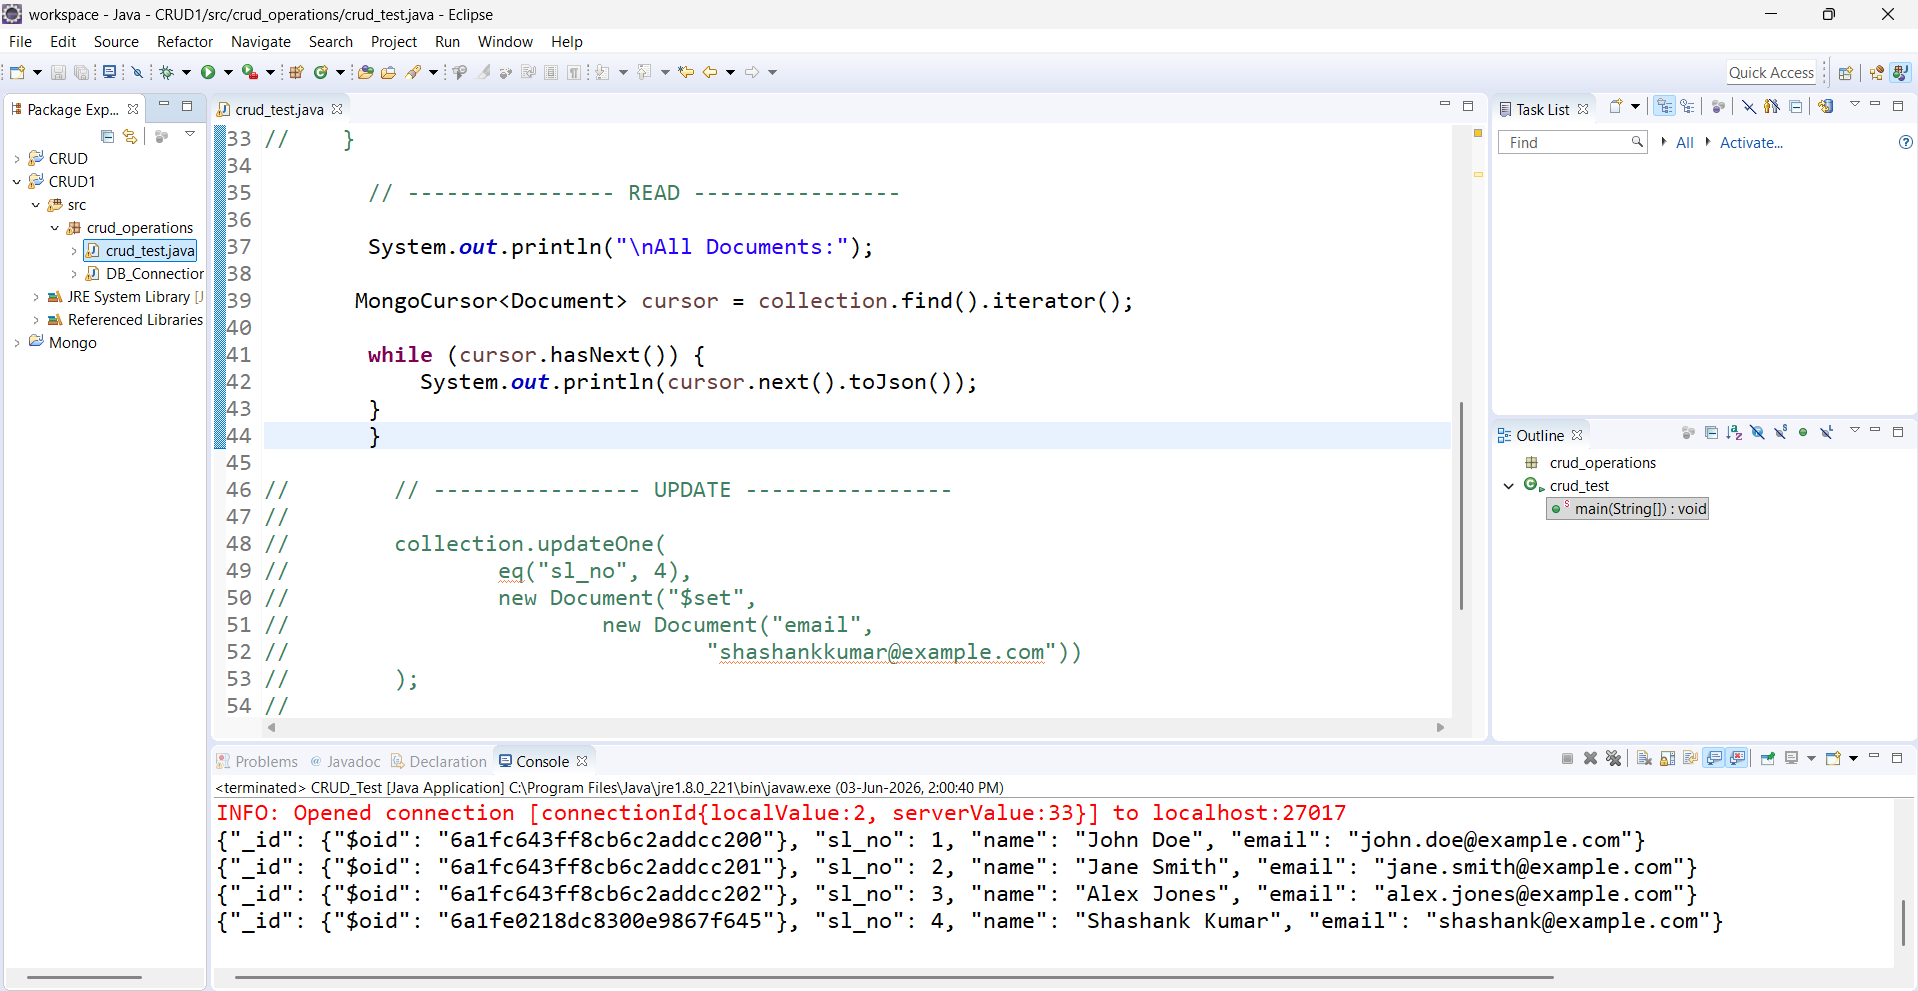 workspace - Java - CRUD1/src/crud_operations/crud_test.java - Eclipse
File Edit Source Refactor Navigate Search Project Run Window Help
Quick Access
Package Exp...
CRUD
CRUD1
src
crud_operations
crud_test.java
DB_Connection
JRE System Library [J
Referenced Libraries
Mongo
crud_test.java
33 //    }
34
35         // ---------------- READ ----------------
36
37         System.out.println("\nAll Documents:");
38
39        MongoCursor<Document> cursor = collection.find().iterator();
40
41         while (cursor.hasNext()) {
42             System.out.println(cursor.next().toJson());
43         }
44         }
45
46 //        // ---------------- UPDATE ----------------
47 //
48 //        collection.updateOne(
49 //                eq("sl_no", 4),
50 //                new Document("$set",
51 //                        new Document("email",
52 //                                "shashankkumar@example.com"))
53 //        );
54 //
Task List
Find All Activate...
Outline
crud_operations
crud_test
main(String[]) : void
Problems @ Javadoc Declaration Console
<terminated> CRUD_Test [Java Application] C:\Program Files\Java\jre1.8.0_221\bin\javaw.exe (03-Jun-2026, 2:00:40 PM)
INFO: Opened connection [connectionId{localValue:2, serverValue:33}] to localhost:27017
{"_id": {"$oid": "6a1fc643ff8cb6c2addcc200"}, "sl_no": 1, "name": "John Doe", "email": "john.doe@example.com"}
{"_id": {"$oid": "6a1fc643ff8cb6c2addcc201"}, "sl_no": 2, "name": "Jane Smith", "email": "jane.smith@example.com"}
{"_id": {"$oid": "6a1fc643ff8cb6c2addcc202"}, "sl_no": 3, "name": "Alex Jones", "email": "alex.jones@example.com"}
{"_id": {"$oid": "6a1fe0218dc8300e9867f645"}, "sl_no": 4, "name": "Shashank Kumar", "email": "shashank@example.com"}